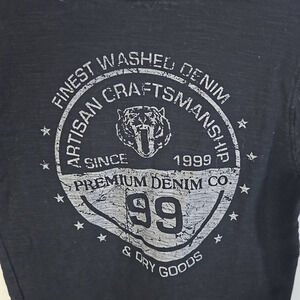 FINEST WASHED DENIM
ARTISAN CRAFTSMANSHIP
SINCE 1999
PREMIUM DENIM CO.
99
& DRY GOODS